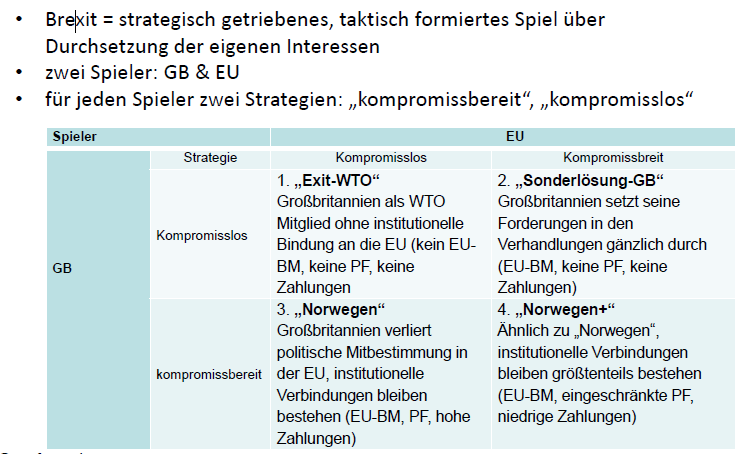 • Brexit = strategisch getriebenes, taktisch formiertes Spiel über
Durchsetzung der eigenen Interessen
• zwei Spieler: GB & EU
• für jeden Spieler zwei Strategien: „kompromissbereit“, „kompromisslos“
Spieler
EU
Strategie
Kompromisslos
Kompromissbreit
GB
Kompromisslos
1. „Exit-WTO“
Großbritannien als WTO
Mitglied ohne institutionelle
Bindung an die EU (kein EU-
BM, keine PF, keine
Zahlungen
2. „Sonderlösung-GB“
Großbritannien setzt seine
Forderungen in den
Verhandlungen gänzlich durch
(EU-BM, keine PF, keine
Zahlungen)
kompromissbereit
3. „Norwegen“
Großbritannien verliert
politische Mitbestimmung in
der EU, institutionelle
Verbindungen bleiben
bestehen (EU-BM, PF, hohe
Zahlungen)
4. „Norwegen+“
Ähnlich zu „Norwegen“,
institutionelle Verbindungen
bleiben größtenteils bestehen
(EU-BM, eingeschränkte PF,
niedrige Zahlungen)